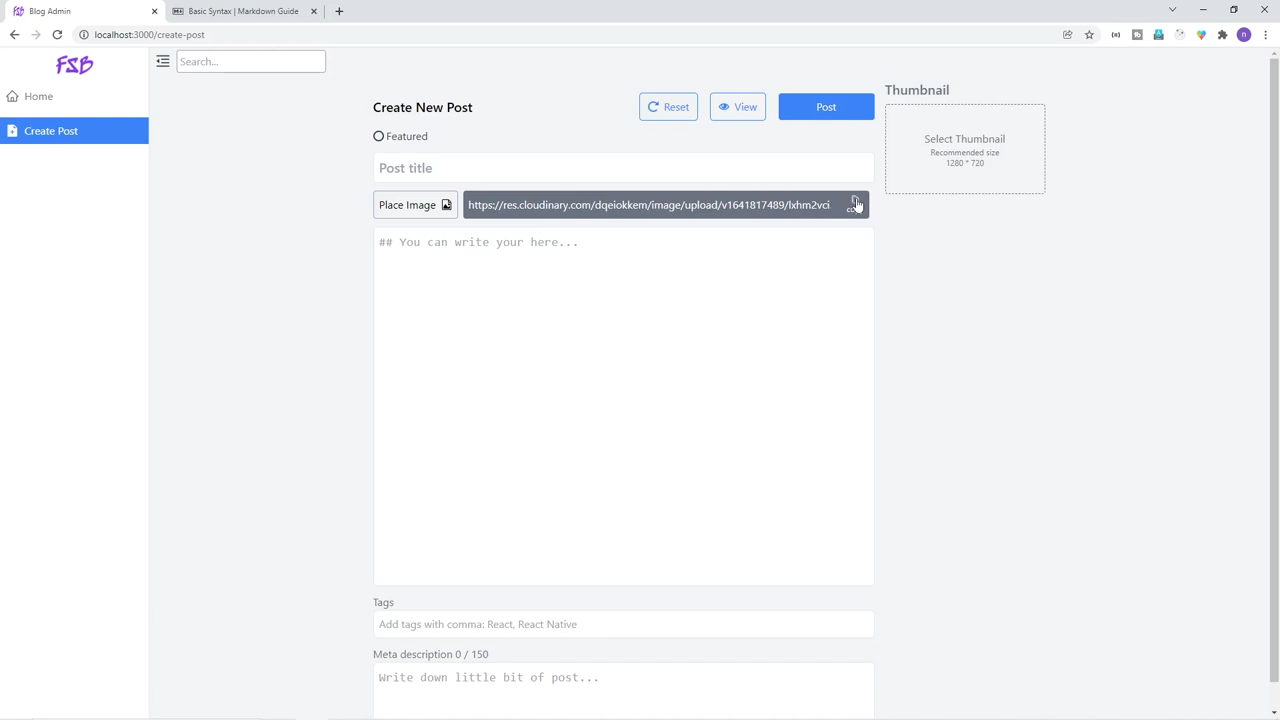 Blog Admin
Basic Syntax | Markdown Guide
localhost:3000/create-post
n
FSB
Search...
Home
Create Post
Create New Post
Reset
View
Post
Thumbnail
Select Thumbnail
Recommended size
1280 * 720
Featured
Post title
Place Image
https://res.cloudinary.com/dqeiokkem/image/upload/v1641817489/lxhm2vci
## You can write your here...
Tags
Add tags with comma: React, React Native
Meta description 0 / 150
Write down little bit of post...